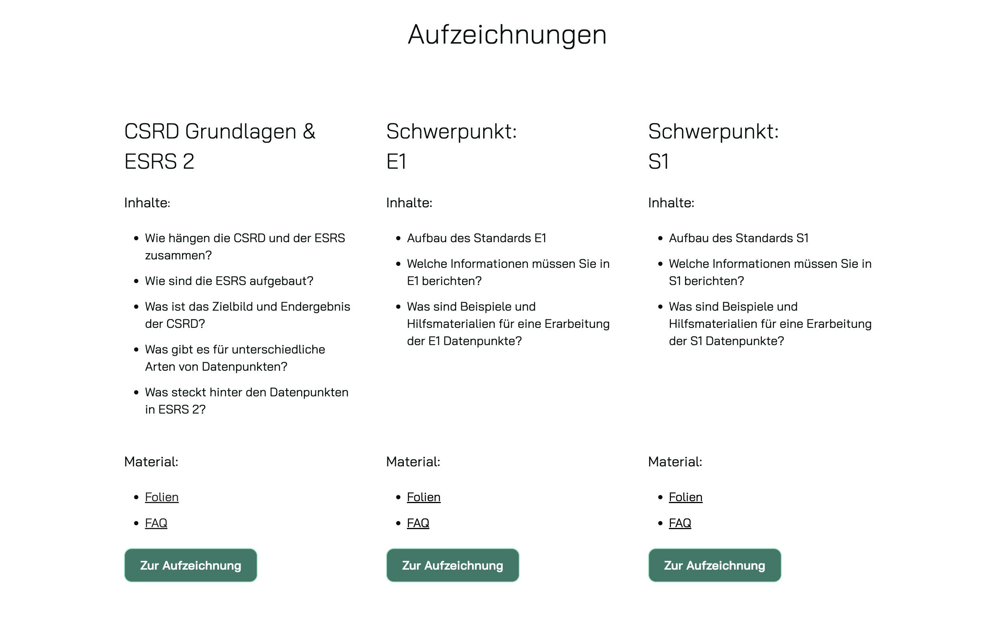 Aufzeichnungen
CSRD Grundlagen &
ESRS 2
Inhalte:
Wie hängen die CSRD und der ESRS
zusammen?
Wie sind die ESRS aufgebaut?
Was ist das Zielbild und Endergebnis
der CSRD?
Was gibt es für unterschiedliche
Arten von Datenpunkten?
Was steckt hinter den Datenpunkten
in ESRS 2?
Material:
Folien
FAQ
Zur Aufzeichnung
Schwerpunkt:
E1
Inhalte:
Aufbau des Standards E1
Welche Informationen müssen Sie in
E1 berichten?
Was sind Beispiele und
Hilfsmaterialien für eine Erarbeitung
der E1 Datenpunkte?
Material:
Folien
FAQ
Zur Aufzeichnung
Schwerpunkt:
S1
Inhalte:
Aufbau des Standards S1
Welche Informationen müssen Sie in
S1 berichten?
Was sind Beispiele und
Hilfsmaterialien für eine Erarbeitung
der S1 Datenpunkte?
Material:
Folien
FAQ
Zur Aufzeichnung